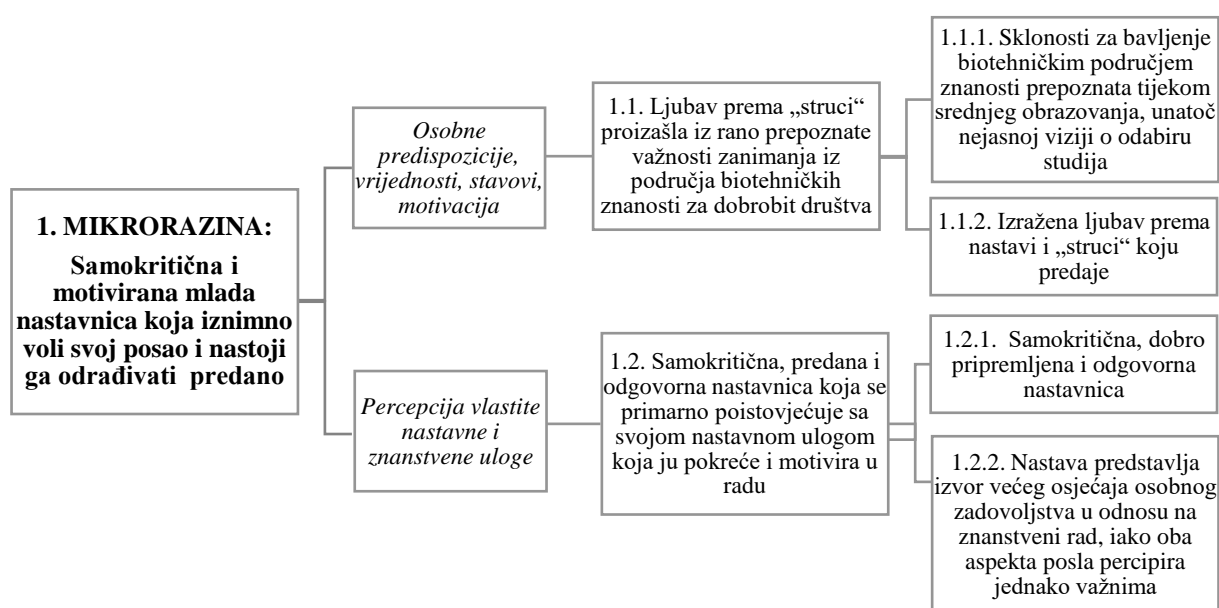 1. MIKRORAZINA:
Samokritična i
motivirana mlada
nastavnica koja iznimno
voli svoj posao i nastoji
ga odrađivati predano
Osobne
predispozicije,
vrijednosti, stavovi,
motivacija
1.1. Ljubav prema „struci“
proizašla iz rano prepoznate
važnosti zanimanja iz
područja biotehničkih
znanosti za dobrobit društva
1.1.1. Sklonosti za bavljenje
biotehničkim područjem
znanosti prepoznata tijekom
srednjeg obrazovanja, unatoč
nejasnoj viziji o odabiru
studija
1.1.2. Izražena ljubav prema
nastavi i „struci“ koju
predaje
Percepcija vlastite
nastavne i
znanstvene uloge
1.2. Samokritična, predana i
odgovorna nastavnica koja se
primarno poistovjećuje sa
svojom nastavnom ulogom
koja ju pokreće i motivira u
radu
1.2.1. Samokritična, dobro
pripremljena i odgovorna
nastavnica
1.2.2. Nastava predstavlja
izvor većeg osjećaja osobnog
zadovoljstva u odnosu na
znanstveni rad, iako oba
aspekta posla percipira
jednako važnima